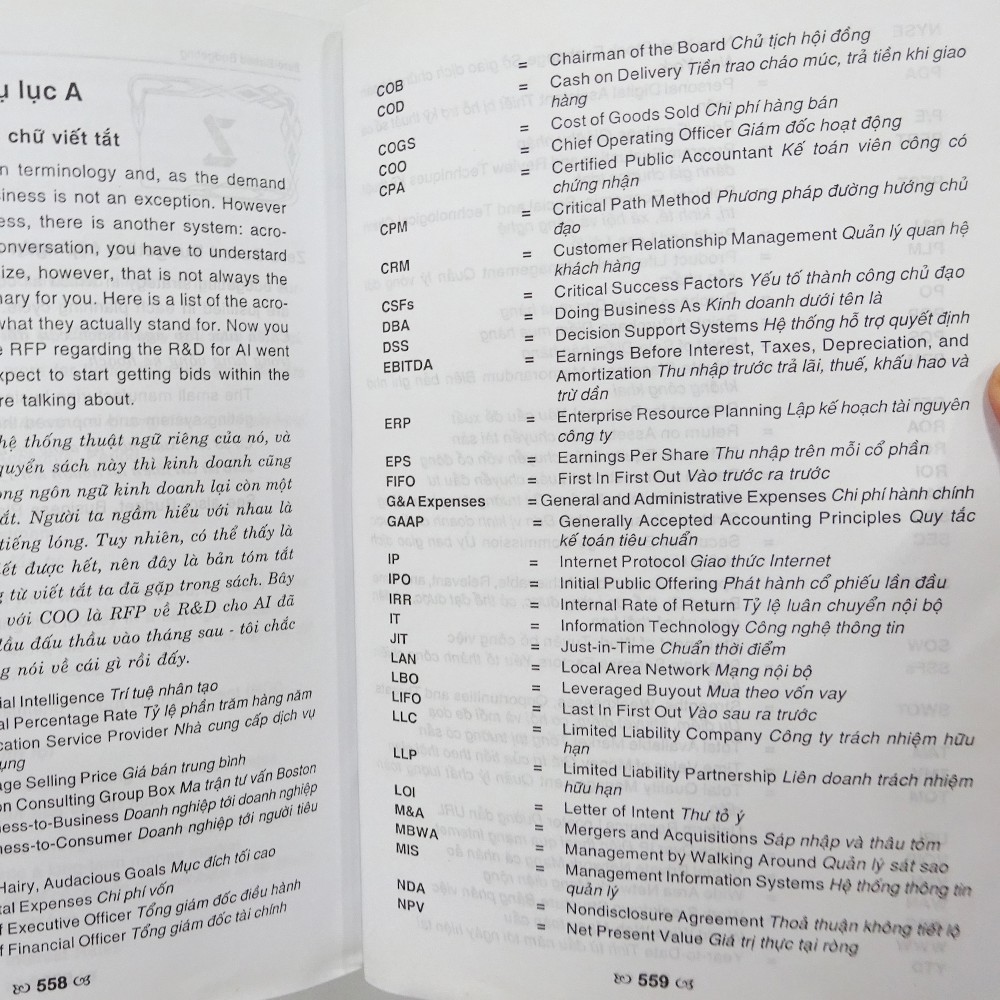 ụ lục A
chữ viết tắt
n terminology and, as the demand
siness is not an exception. However
ess, there is another system: acro-
onversation, you have to understard
ize, however, that is not always the
nary for you. Here is a list of the acro-
what they actually stand for. Now you
e RFP regarding the R&D for AI went
xpect to start getting bids within the
re talking about.
hệ thống thuật ngữ riêng của nó, và
quyển sách này thì kinh doanh cũng
ong ngôn ngữ kinh doanh lại còn một
ắt. Người ta ngầm hiểu với nhau là
tiếng lóng. Tuy nhiên, có thể thấy là
ết được hết, nên đây là bản tóm tắt
g từ viết tắt ta đã gặp trong sách. Bây
với COO là RFP về R&D cho AI đã
đầu đấu thầu vào tháng sau - tôi chắc
g nói về cái gì rồi đấy.
ial Intelligence Trí tuệ nhân tạo
al Percentage Rate Tỷ lệ phần trăm hàng năm
cation Service Provider Nhà cung cấp dịch vụ
ụng
age Selling Price Giá bán trung bình
on Consulting Group Box Ma trận tư vấn Boston
ness-to-Business Doanh nghiệp tới doanh nghiệp
ness-to-Consumer Doanh nghiệp tới người tiêu
Hairy, Audacious Goals Mục đích tối cao
tal Expenses Chi phí vốn
f Executive Officer Tổng giám đốc điều hành
f Financial Officer Tổng giám đốc tài chính
558
COB = Chairman of the Board Chủ tịch hội đồng
COD = Cash on Delivery Tiền trao cháo múc, trả tiền khi giao
hàng
COGS = Cost of Goods Sold Chi phí hàng bán
COO = Chief Operating Officer Giám đốc hoạt động
CPA = Certified Public Accountant Kế toán viên công có
chứng nhận
CPM = Critical Path Method Phương pháp đường hướng chủ
đạo
CRM = Customer Relationship Management Quản lý quan hệ
khách hàng
CSFs = Critical Success Factors Yếu tố thành công chủ đạo
DBA = Doing Business As Kinh doanh dưới tên là
DSS = Decision Support Systems Hệ thống hỗ trợ quyết định
EBITDA = Earnings Before Interest, Taxes, Depreciation, and
Amortization Thu nhập trước trả lãi, thuế, khấu hao và
trừ dần
ERP = Enterprise Resource Planning Lập kế hoạch tài nguyên
công ty
EPS = Earnings Per Share Thu nhập trên mỗi cổ phần
FIFO = First In First Out Vào trước ra trước
G&A Expenses = General and Administrative Expenses Chi phí hành chính
GAAP = Generally Accepted Accounting Principles Quy tắc
kế toán tiêu chuẩn
IP = Internet Protocol Giao thức Internet
IPO = Initial Public Offering Phát hành cổ phiếu lần đầu
IRR = Internal Rate of Return Tỷ lệ luân chuyển nội bộ
IT = Information Technology Công nghệ thông tin
JIT = Just-in-Time Chuẩn thời điểm
LAN = Local Area Network Mạng nội bộ
LBO = Leveraged Buyout Mua theo vốn vay
LIFO = Last In First Out Vào sau ra trước
LLC = Limited Liability Company Công ty trách nhiệm hữu
hạn
LLP = Limited Liability Partnership Liên doanh trách nhiệm
hữu hạn
LOI = Letter of Intent Thư tỏ ý
M&A = Mergers and Acquisitions Sáp nhập và thâu tóm
MBWA = Management by Walking Around Quản lý sát sao
MIS = Management Information Systems Hệ thống thông tin
quản lý
NDA = Nondisclosure Agreement Thoả thuận không tiết lộ
NPV = Net Present Value Giá trị thực tại ròng
559